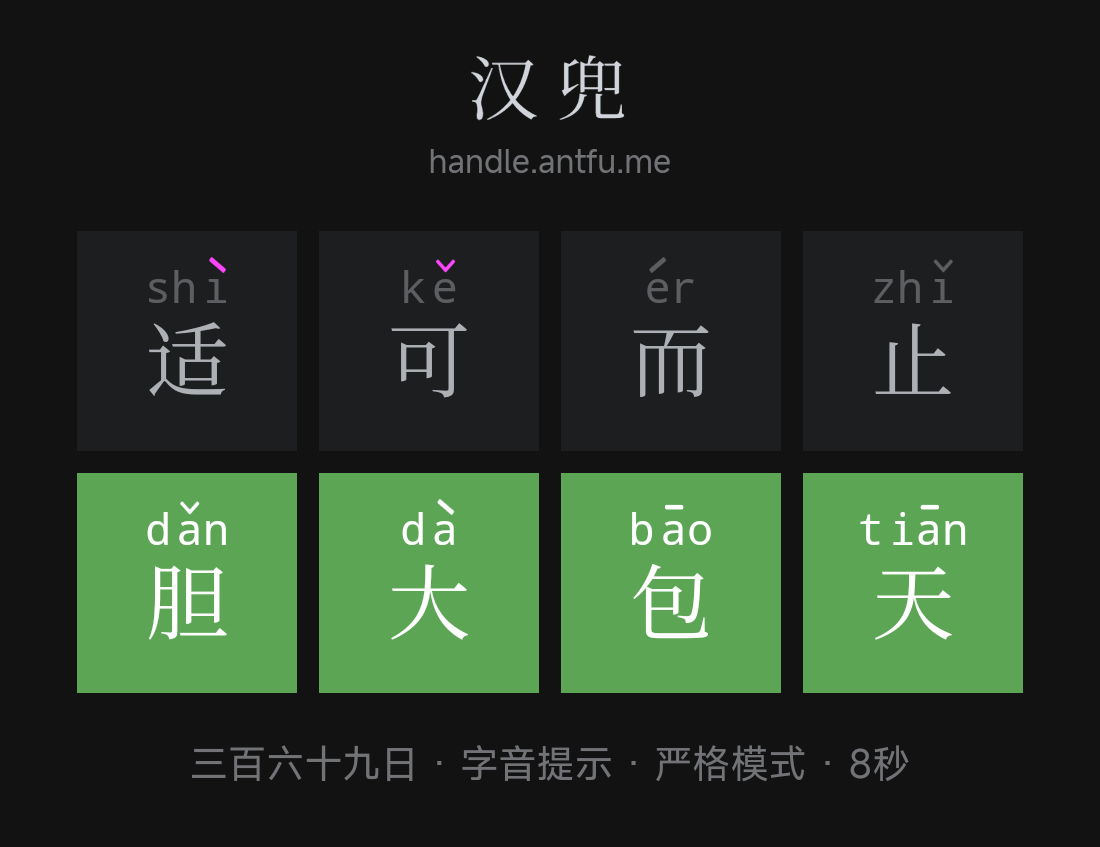 汉兜
handle.antfu.me
shì kě ér zhǐ
适可而止
dǎn dà bāo tiān
胆大包天
三百六十九日 · 字音提示 · 严格模式 · 8秒